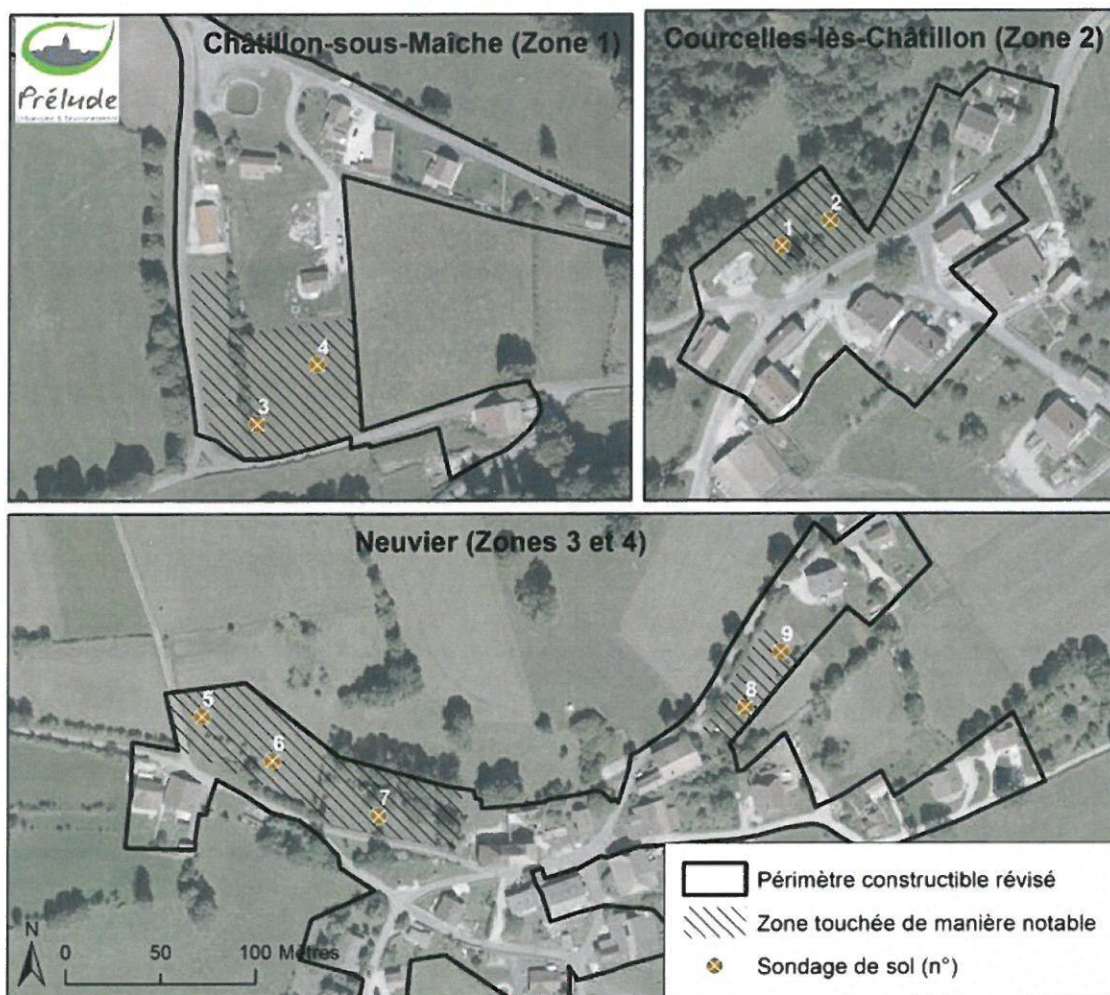 Prélude
Urbanisme & Environnement
Châtillon-sous-Maîche (Zone 1)
4
3
Courcelles-lès-Châtillon (Zone 2)
2
1
Neuvier (Zones 3 et 4)
9
8
5
6
7
N
0 50 100 Mètres
Périmètre constructible révisé
Zone touchée de manière notable
Sondage de sol (n°)